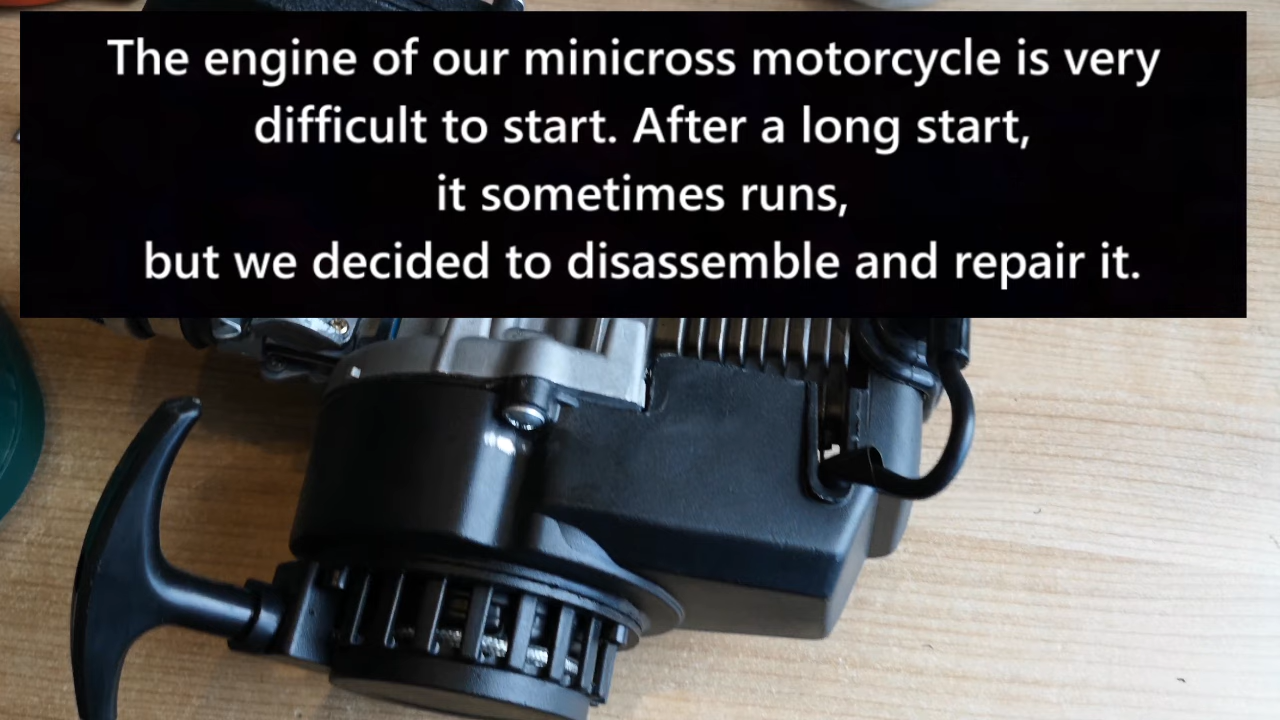 The engine of our minicross motorcycle is very
difficult to start. After a long start,
it sometimes runs,
but we decided to disassemble and repair it.